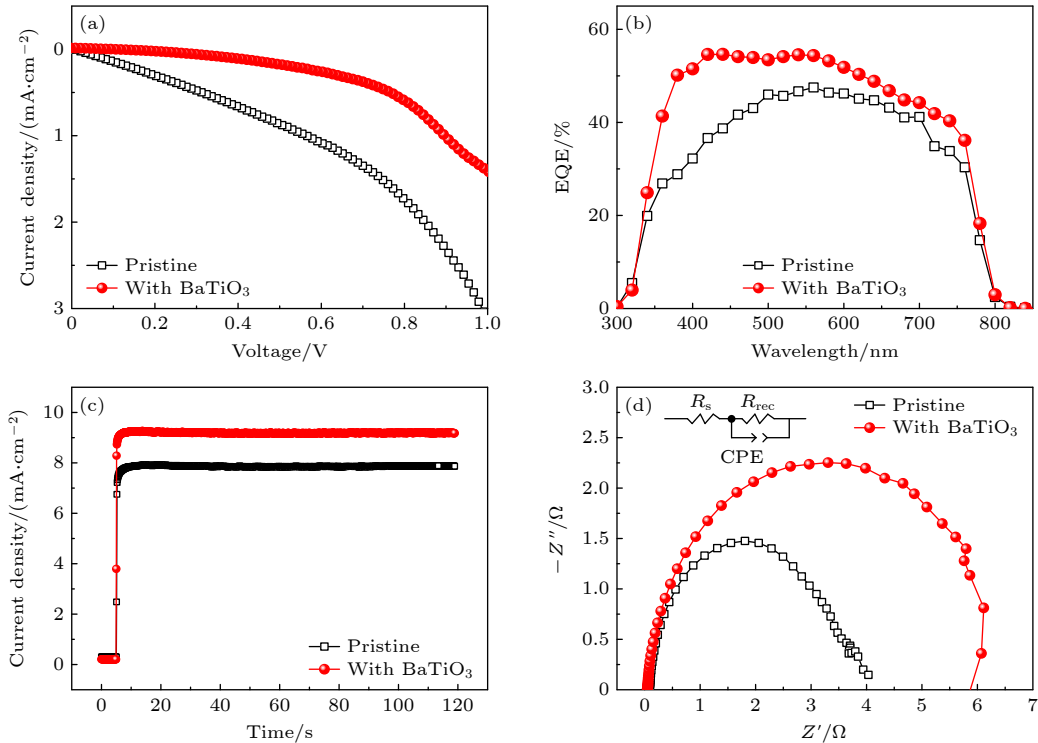 (a)
0
1
2
3
Current density/(mA·cm−2)
Pristine
With BaTiO3
0
0.2
0.4
0.6
0.8
1.0
Voltage/V
(b)
60
40
20
0
EQE/%
Pristine
With BaTiO3
300
400
500
600
700
800
Wavelength/nm
(c)
10
8
6
4
2
0
Current density/(mA·cm−2)
Pristine
With BaTiO3
0
20
40
60
80
100
120
Time/s
(d)
3.0
2.5
2.0
1.5
1.0
0.5
0
−Z″/Ω
Rs
Rrec
CPE
Pristine
With BaTiO3
0
1
2
3
4
5
6
7
Z′/Ω